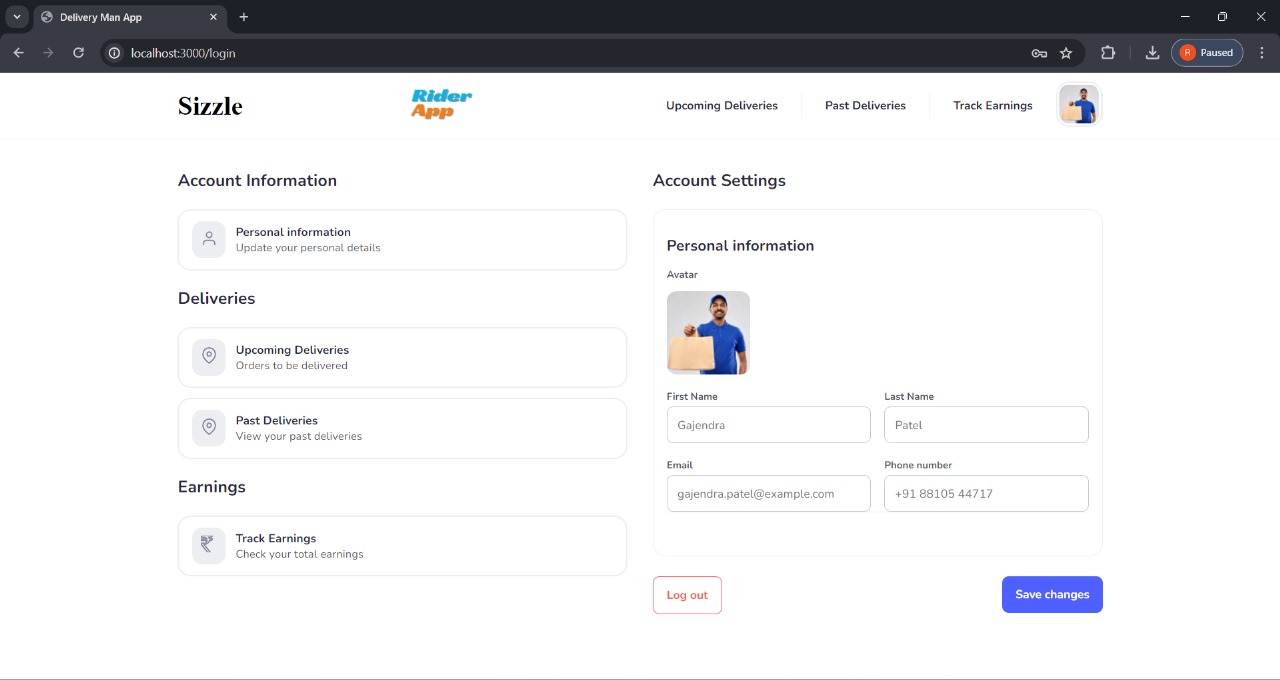 Delivery Man App
localhost:3000/login
R Paused
Sizzle
Rider
App
Upcoming Deliveries
Past Deliveries
Track Earnings
Account Information
Personal information
Update your personal details
Deliveries
Upcoming Deliveries
Orders to be delivered
Past Deliveries
View your past deliveries
Earnings
Track Earnings
Check your total earnings
Account Settings
Personal information
Avatar
First Name
Last Name
Gajendra
Patel
Email
Phone number
gajendra.patel@example.com
+91 88105 44717
Log out
Save changes